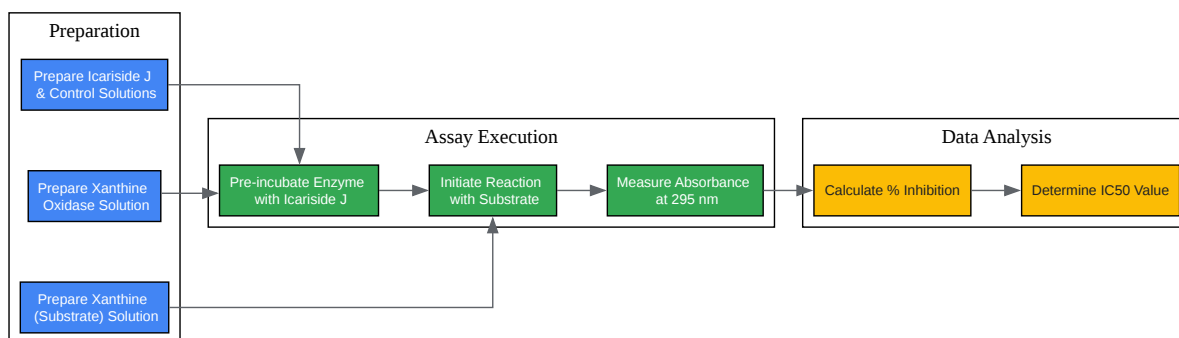 Preparation
Prepare Icariside J
& Control Solutions
Prepare Xanthine
Oxidase Solution
Prepare Xanthine
(Substrate) Solution
Assay Execution
Pre-incubate Enzyme
with Icariside J
Initiate Reaction
with Substrate
Measure Absorbance
at 295 nm
Data Analysis
Calculate % Inhibition
Determine IC50 Value